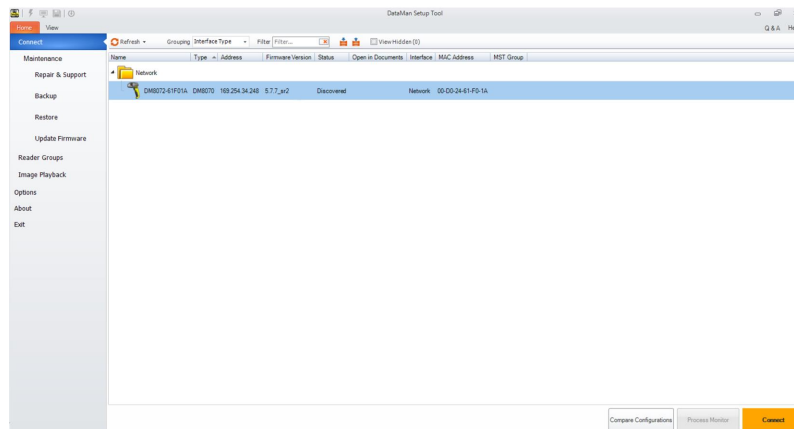 DataMan Setup Tool
Home View Q & A
Connect
Maintenance
Repair & Support
Backup
Restore
Update Firmware
Reader Groups
Image Playback
Options
About
Exit
Refresh Grouping Interface Type Filter Filter... View Hidden (0)
Name Type Address Firmware Version Status Open in Documents Interface MAC Address MST Group
Network
DM8072-61F01A DM8070 169.254.34.248 5.7.7_sr2 Discovered Network 00-D0-24-61-F0-1A
Compare Configurations Process Monitor Connect